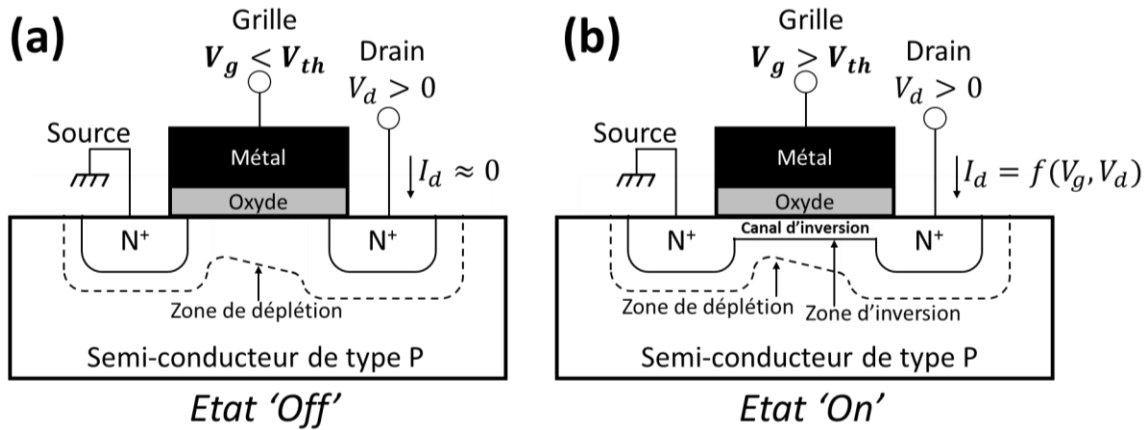 (a)
Grille
V_g < V_th
Drain
V_d > 0
Source
Métal
I_d ≈ 0
Oxyde
N⁺
N⁺
Zone de déplétion
Semi-conducteur de type P
Etat ‘Off’
(b)
Grille
V_g > V_th
Drain
V_d > 0
Source
Métal
I_d = f(V_g, V_d)
Oxyde
Canal d’inversion
N⁺
N⁺
Zone de déplétion
Zone d’inversion
Semi-conducteur de type P
Etat ‘On’